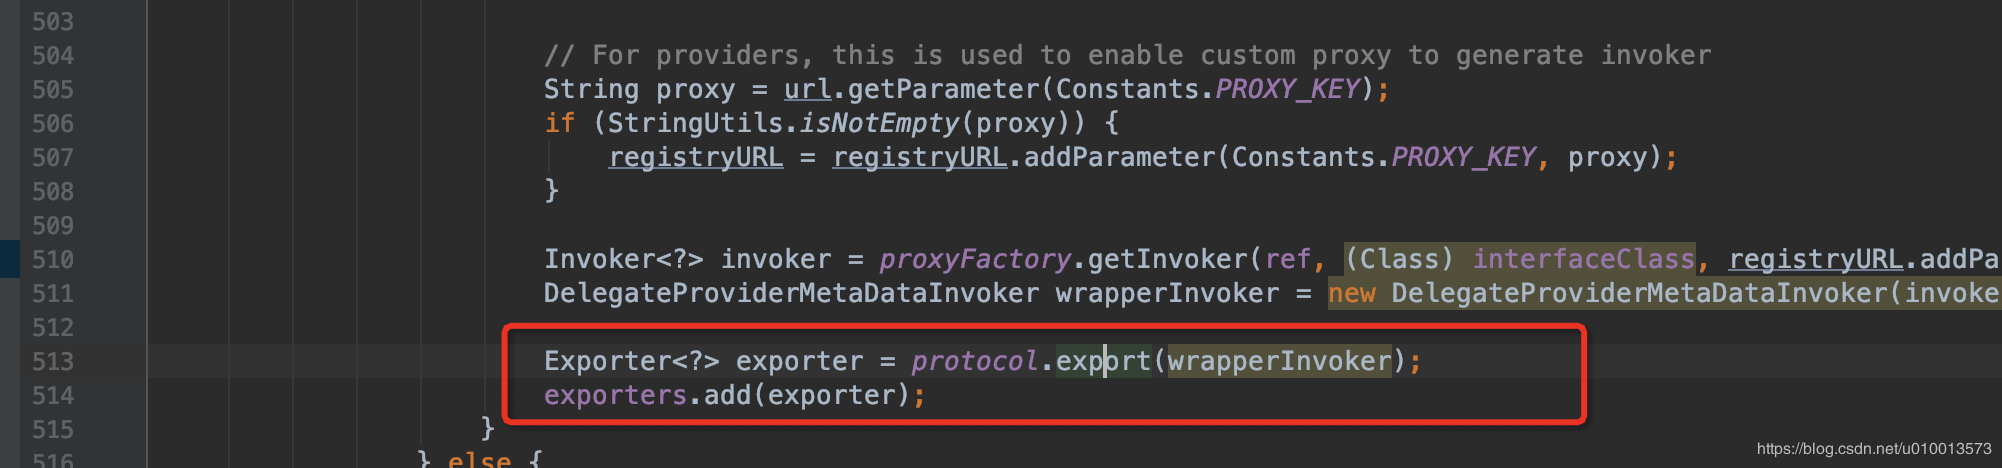 503
504 // For providers, this is used to enable custom proxy to generate invoker
505 String proxy = url.getParameter(Constants.PROXY_KEY);
506 if (StringUtils.isNotEmpty(proxy)) {
507 registryURL = registryURL.addParameter(Constants.PROXY_KEY, proxy);
508 }
509
510 Invoker<?> invoker = proxyFactory.getInvoker(ref, (Class) interfaceClass, registryURL.addPa
511 DelegateProviderMetaDataInvoker wrapperInvoker = new DelegateProviderMetaDataInvoker(invoke
512
513 Exporter<?> exporter = protocol.export(wrapperInvoker);
514 exporters.add(exporter);
515 }
516 } else {
https://blog.csdn.net/u010013573